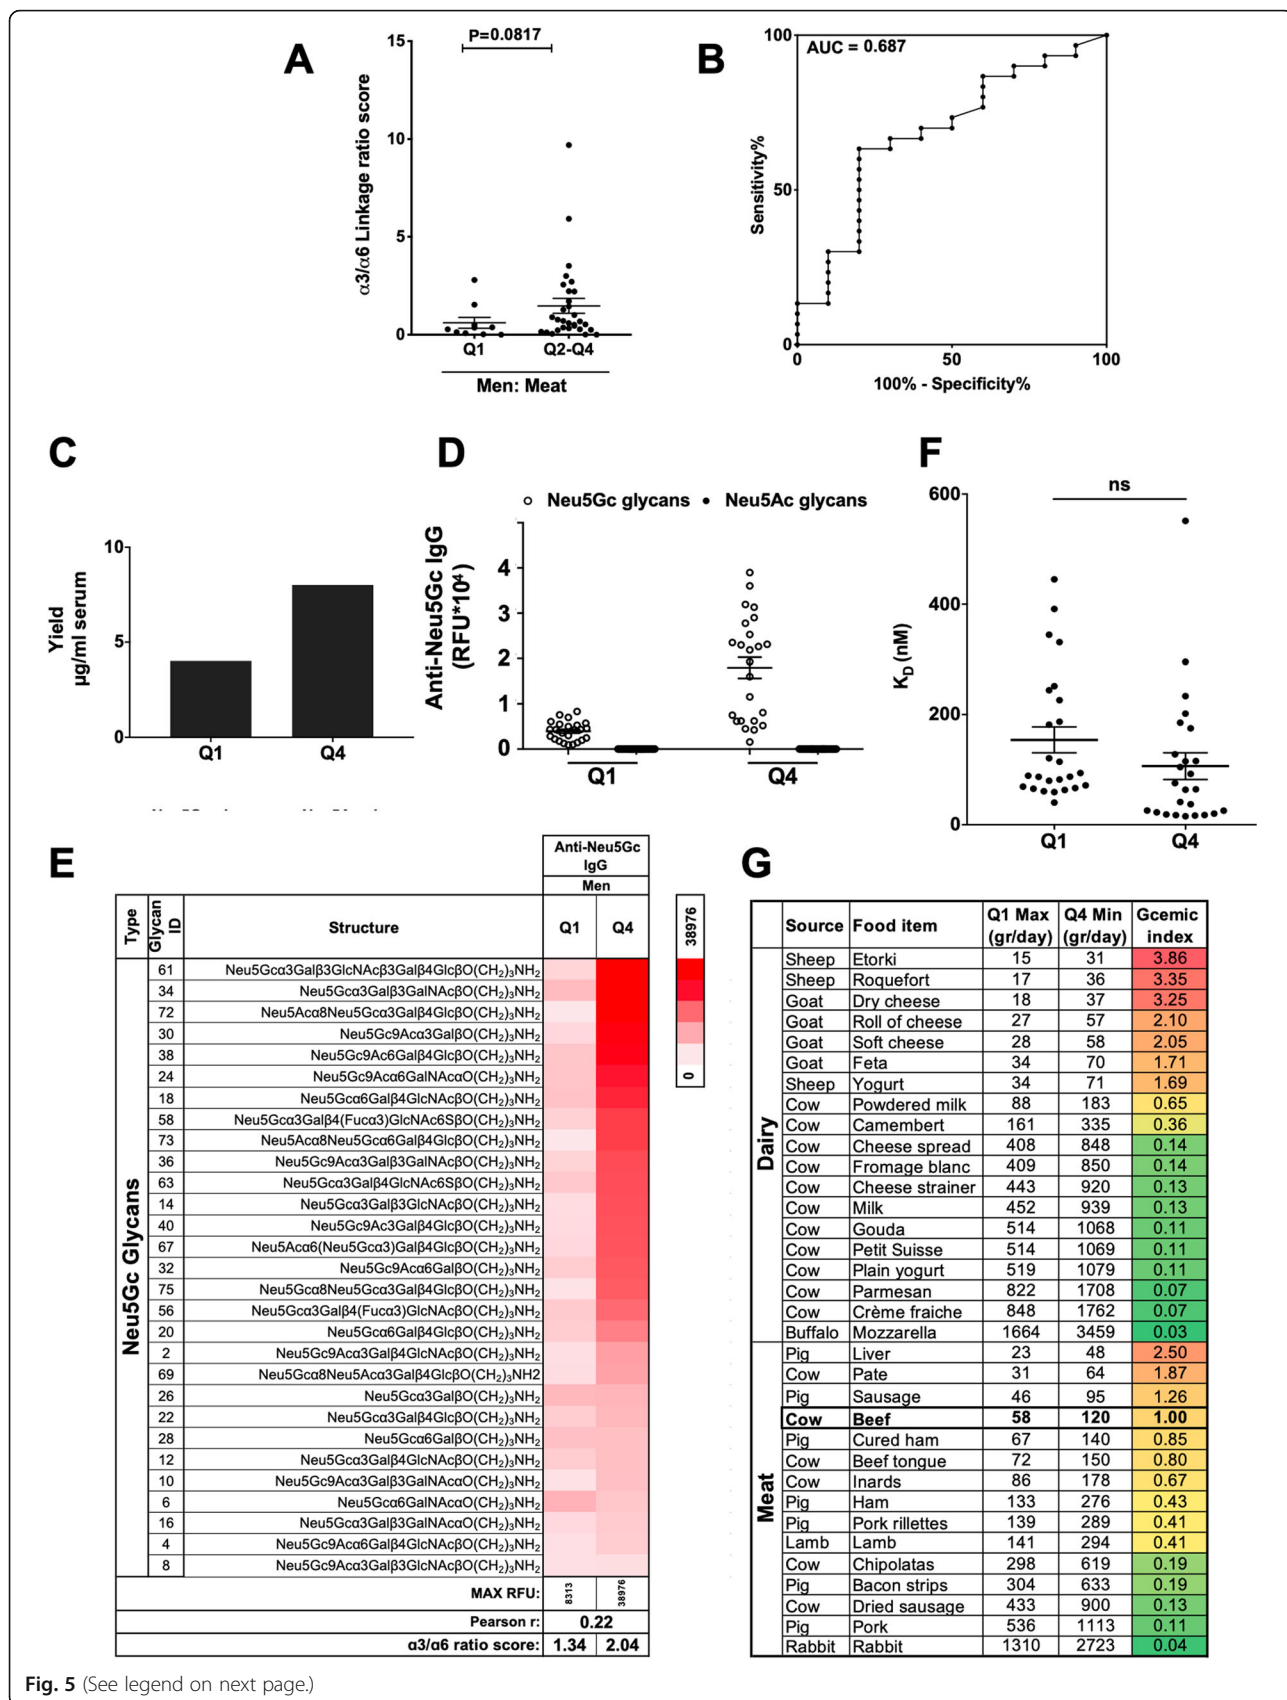 A
P=0.0817
15
10
5
0
α3/α6 Linkage ratio score
Q1 Q2-Q4
Men: Meat
B
AUC = 0.687
100
50
0
Sensitivity%
0 50 100
100% - Specificity%
C
10
5
0
Yield
µg/ml serum
Q1 Q4
D
○ Neu5Gc glycans • Neu5Ac glycans
Anti-Neu5Gc IgG
(RFU*10⁴)
4
3
2
1
0
Q1 Q4
F
ns
600
400
200
0
K_D (nM)
Q1 Q4
E
Anti-Neu5Gc
IgG
Men
Type Glycan ID Structure Q1 Q4
38976
0
Neu5Gc Glycans
61 Neu5Gcα3Galβ3GlcNAcβ3Galβ4GlcβO(CH₂)₃NH₂
34 Neu5Gcα3Galβ3GalNAcβO(CH₂)₃NH₂
72 Neu5Acα8Neu5Gcα3Galβ4GlcβO(CH₂)₃NH₂
30 Neu5Gc9Acα3GalβO(CH₂)₃NH₂
38 Neu5Gc9Ac6Galβ4GlcβO(CH₂)₃NH₂
24 Neu5Gc9Acα6GalNAcαO(CH₂)₃NH₂
18 Neu5Gcα6Galβ4GlcNAcβO(CH₂)₃NH₂
58 Neu5Gcα3Galβ4(Fucα3)GlcNAc6SβO(CH₂)₃NH₂
73 Neu5Acα8Neu5Gcα6Galβ4GlcβO(CH₂)₃NH₂
36 Neu5Gc9Acα3Galβ3GalNAcβO(CH₂)₃NH₂
63 Neu5Gcα3Galβ4GlcNAc6SβO(CH₂)₃NH₂
14 Neu5Gcα3Galβ3GlcNAcβO(CH₂)₃NH₂
40 Neu5Gc9Ac3Galβ4GlcβO(CH₂)₃NH₂
67 Neu5Acα6(Neu5Gcα3)Galβ4GlcβO(CH₂)₃NH₂
32 Neu5Gc9Acα6GalβO(CH₂)₃NH₂
75 Neu5Gcα8Neu5Gcα3Galβ4GlcβO(CH₂)₃NH₂
56 Neu5Gcα3Galβ4(Fucα3)GlcNAcβO(CH₂)₃NH₂
20 Neu5Gcα6Galβ4GlcβO(CH₂)₃NH₂
2 Neu5Gc9Acα3Galβ4GlcNAcβO(CH₂)₃NH₂
69 Neu5Gcα8Neu5Acα3Galβ4GlcβO(CH₂)₃NH2
26 Neu5Gcα3GalβO(CH₂)₃NH₂
22 Neu5Gcα3Galβ4GlcβO(CH₂)₃NH₂
28 Neu5Gcα6GalβO(CH₂)₃NH₂
12 Neu5Gcα3Galβ4GlcNAcβO(CH₂)₃NH₂
10 Neu5Gc9Acα3Galβ3GalNAcαO(CH₂)₃NH₂
6 Neu5Gcα6GalNAcαO(CH₂)₃NH₂
16 Neu5Gcα3Galβ3GalNAcαO(CH₂)₃NH₂
4 Neu5Gc9Acα6Galβ4GlcNAcβO(CH₂)₃NH₂
8 Neu5Gc9Acα3Galβ3GlcNAcβO(CH₂)₃NH₂
MAX RFU: 8313 38976
Pearson r: 0.22
α3/α6 ratio score: 1.34 2.04
G
Source Food item Q1 Max (gr/day) Q4 Min (gr/day) Gcemic index
Dairy
Sheep Etorki 15 31 3.86
Sheep Roquefort 17 36 3.35
Goat Dry cheese 18 37 3.25
Goat Roll of cheese 27 57 2.10
Goat Soft cheese 28 58 2.05
Goat Feta 34 70 1.71
Sheep Yogurt 34 71 1.69
Cow Powdered milk 88 183 0.65
Cow Camembert 161 335 0.36
Cow Cheese spread 408 848 0.14
Cow Fromage blanc 409 850 0.14
Cow Cheese strainer 443 920 0.13
Cow Milk 452 939 0.13
Cow Gouda 514 1068 0.11
Cow Petit Suisse 514 1069 0.11
Cow Plain yogurt 519 1079 0.11
Cow Parmesan 822 1708 0.07
Cow Crème fraiche 848 1762 0.07
Buffalo Mozzarella 1664 3459 0.03
Meat
Pig Liver 23 48 2.50
Cow Pate 31 64 1.87
Pig Sausage 46 95 1.26
Cow Beef 58 120 1.00
Pig Cured ham 67 140 0.85
Cow Beef tongue 72 150 0.80
Cow Inards 86 178 0.67
Pig Ham 133 276 0.43
Pig Pork rillettes 139 289 0.41
Lamb Lamb 141 294 0.41
Cow Chipolatas 298 619 0.19
Pig Bacon strips 304 633 0.19
Cow Dried sausage 433 900 0.13
Pig Pork 536 1113 0.11
Rabbit Rabbit 1310 2723 0.04
Fig. 5 (See legend on next page.)